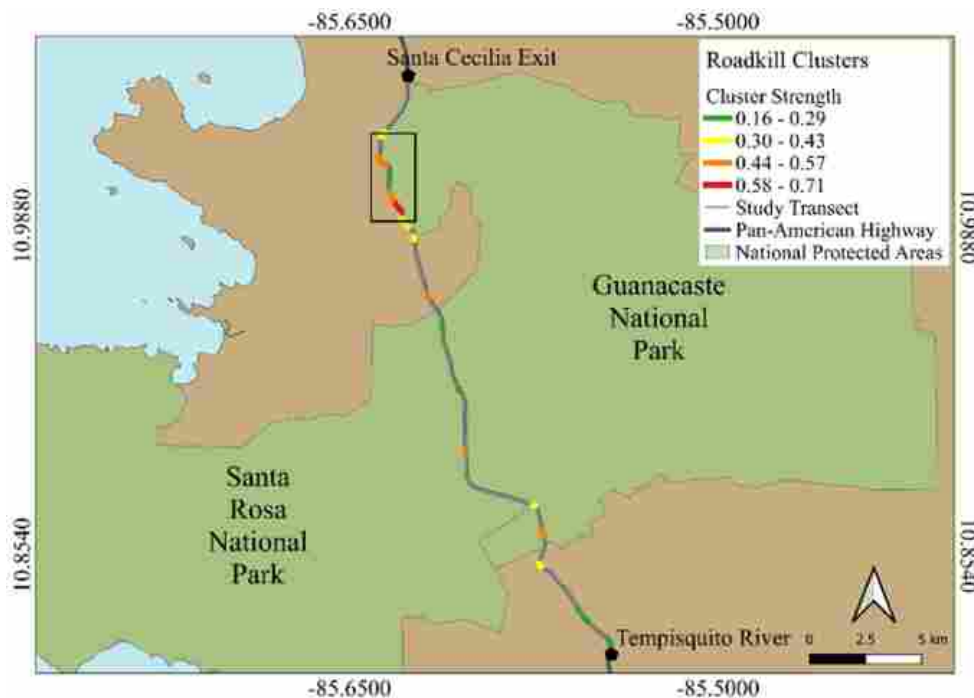 -85.6500
-85.5000
Santa Cecilia Exit
Roadkill Clusters
Cluster Strength
0.16 - 0.29
0.30 - 0.43
0.44 - 0.57
0.58 - 0.71
Study Transect
Pan-American Highway
National Protected Areas
10.9880
10.9880
Guanacaste
National
Park
Santa
Rosa
National
Park
10.8540
10.8540
Tempisquito River
0 2.5 5 km
-85.6500
-85.5000